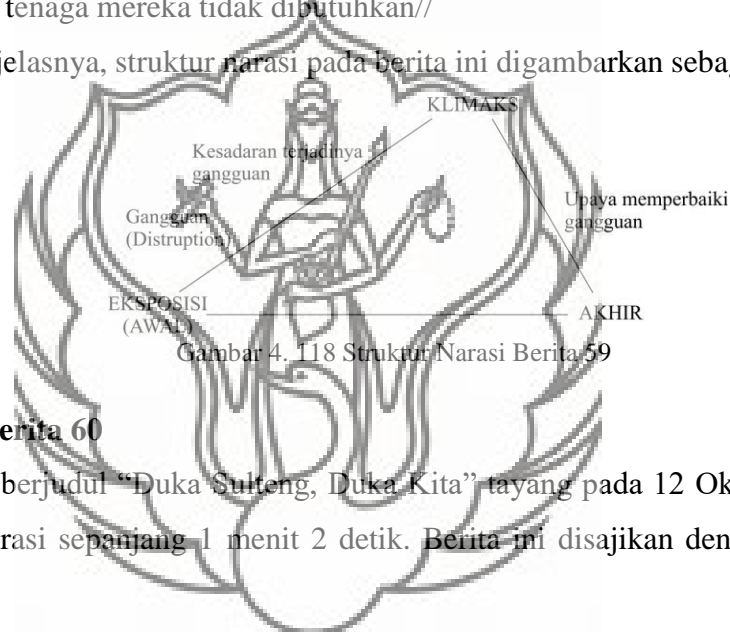 tenaga mereka tidak dibutuhkan//
jelasnya, struktur narasi pada berita ini digambarkan sebag
KLIMAKS
Kesadaran terjadinya
gangguan
Upaya memperbaiki
gangguan
Gangguan
(Distruption)
EKSPOSISI
(AWAL)
AKHIR
Gambar 4. 118 Struktur Narasi Berita 59
erita 60
berjudul “Duka Sulteng, Duka Kita” tayang pada 12 Ok
rasi sepanjang 1 menit 2 detik. Berita ini disajikan den